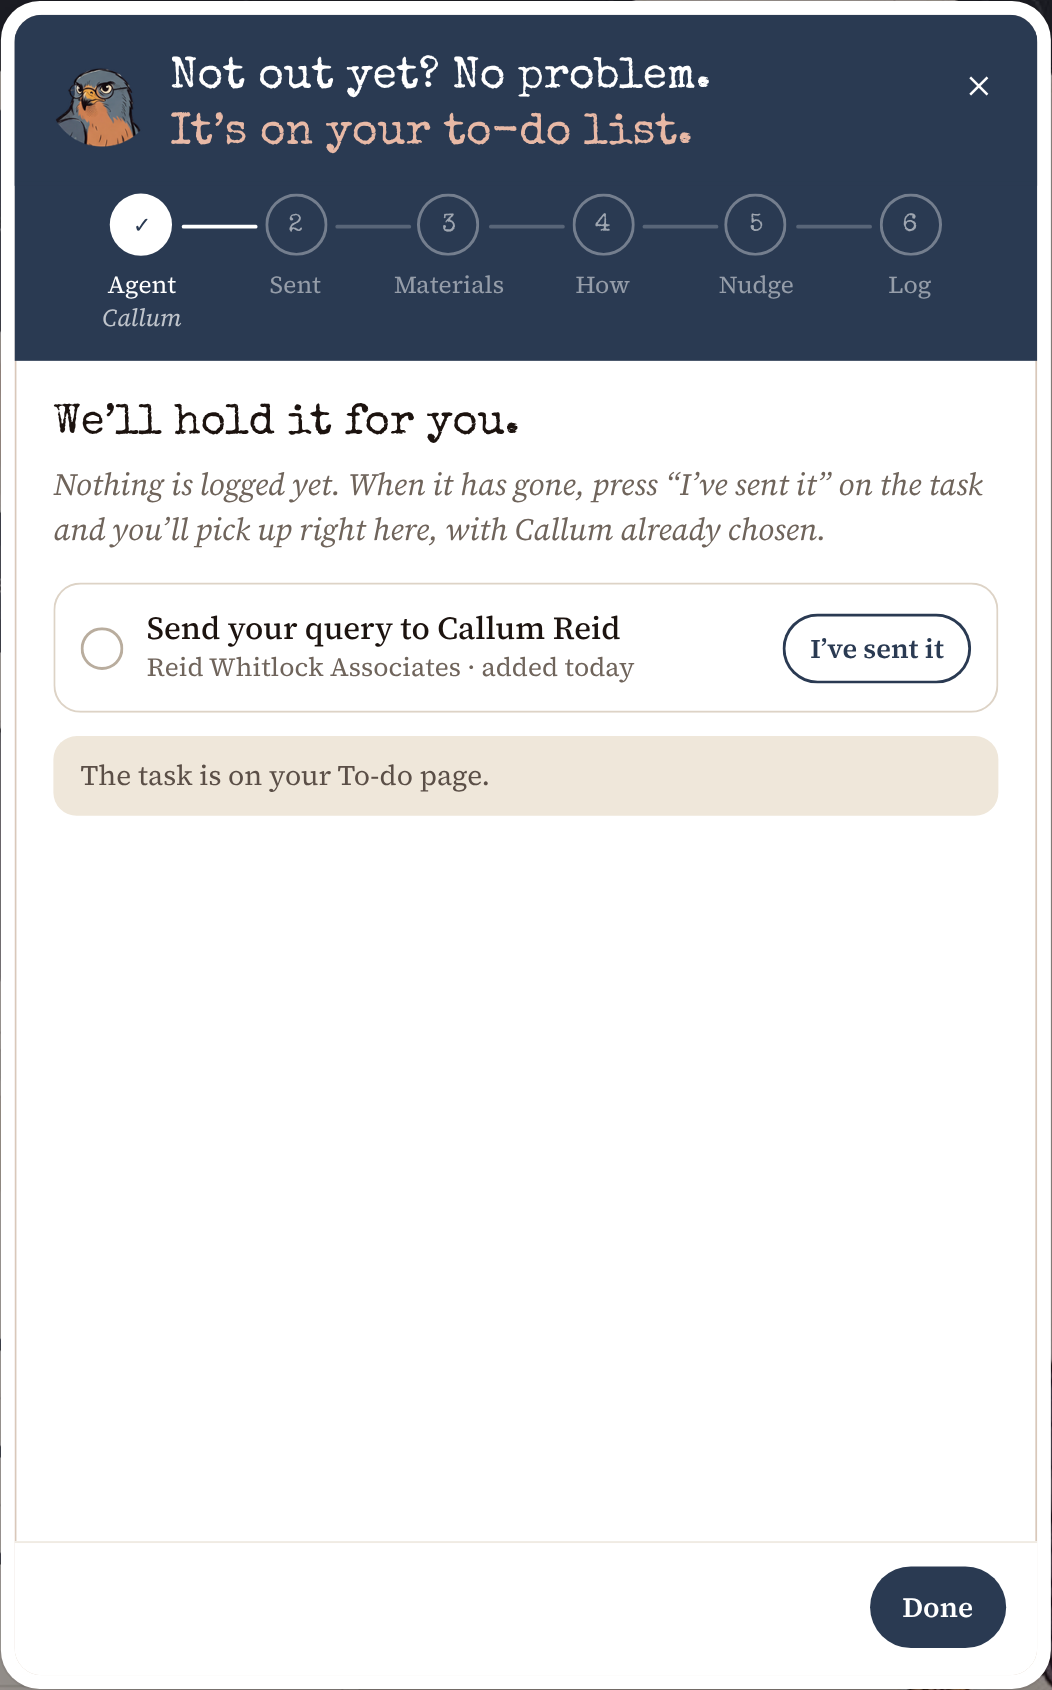 Not out yet? No problem.
It's on your to-do list.
✓ 2 3 4 5 6
Agent Sent Materials How Nudge Log
Callum
We'll hold it for you.
Nothing is logged yet. When it has gone, press “I've sent it” on the task
and you'll pick up right here, with Callum already chosen.
Send your query to Callum Reid
Reid Whitlock Associates · added today
I've sent it
The task is on your To-do page.
Done